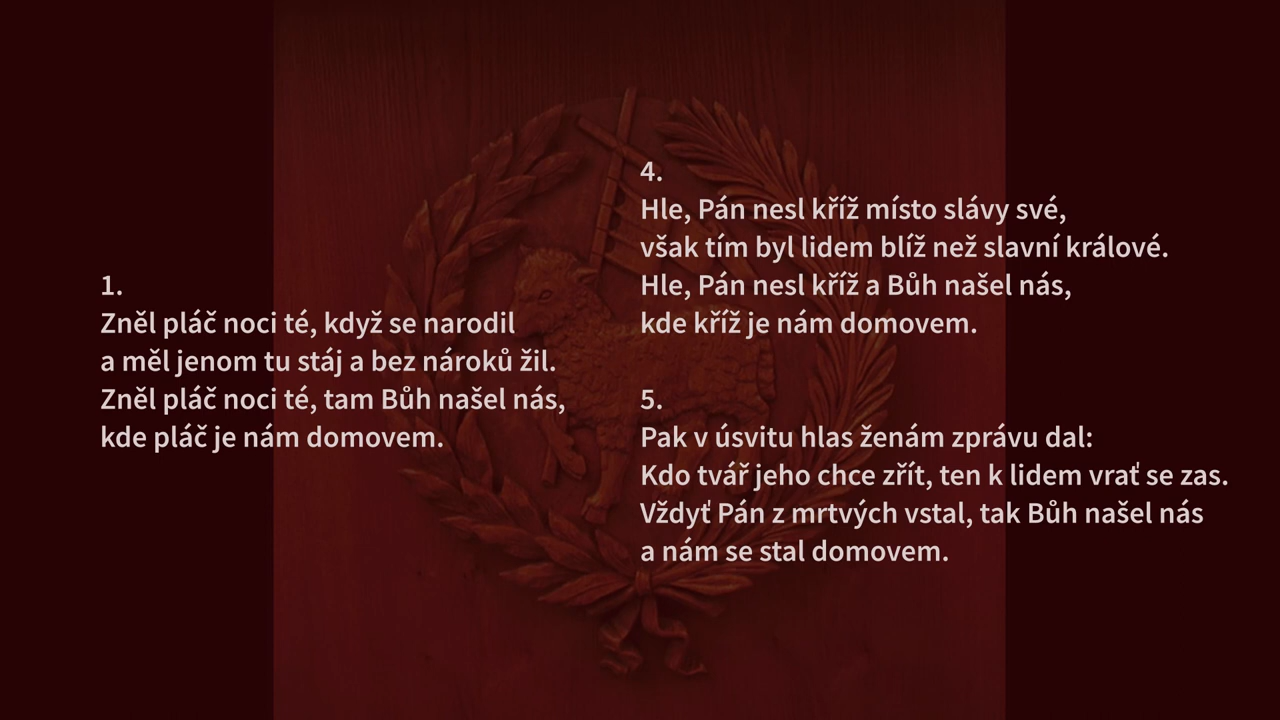 1.
Zněl pláč noci té, když se narodil
a měl jenom tu stáj a bez nároků žil.
Zněl pláč noci té, tam Bůh našel nás,
kde pláč je nám domovem.
4.
Hle, Pán nesl kříž místo slávy své,
však tím byl lidem blíž než slavní králové.
Hle, Pán nesl kříž a Bůh našel nás,
kde kříž je nám domovem.
5.
Pak v úsvitu hlas ženám zprávu dal:
Kdo tvář jeho chce zřít, ten k lidem vrať se zas.
Vždyť Pán z mrtvých vstal, tak Bůh našel nás
a nám se stal domovem.